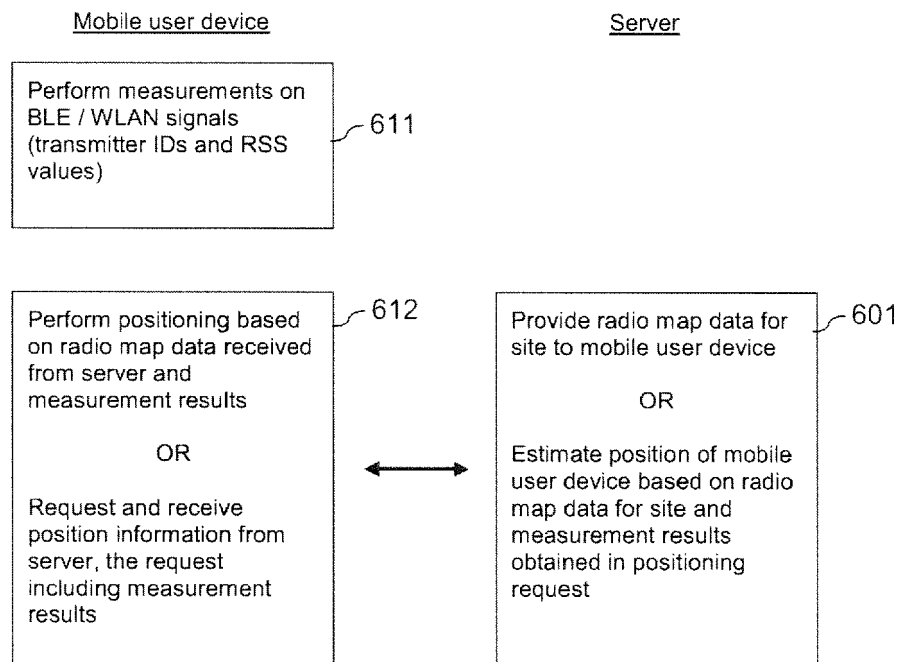 Mobile user device
Server
Perform measurements on
BLE / WLAN signals
(transmitter IDs and RSS
values)
611
Perform positioning based
on radio map data received
from server and
measurement results
OR
Request and receive
position information from
server, the request
including measurement
results
612
Provide radio map data for
site to mobile user device
OR
Estimate position of mobile
user device based on radio
map data for site and
measurement results
obtained in positioning
request
601